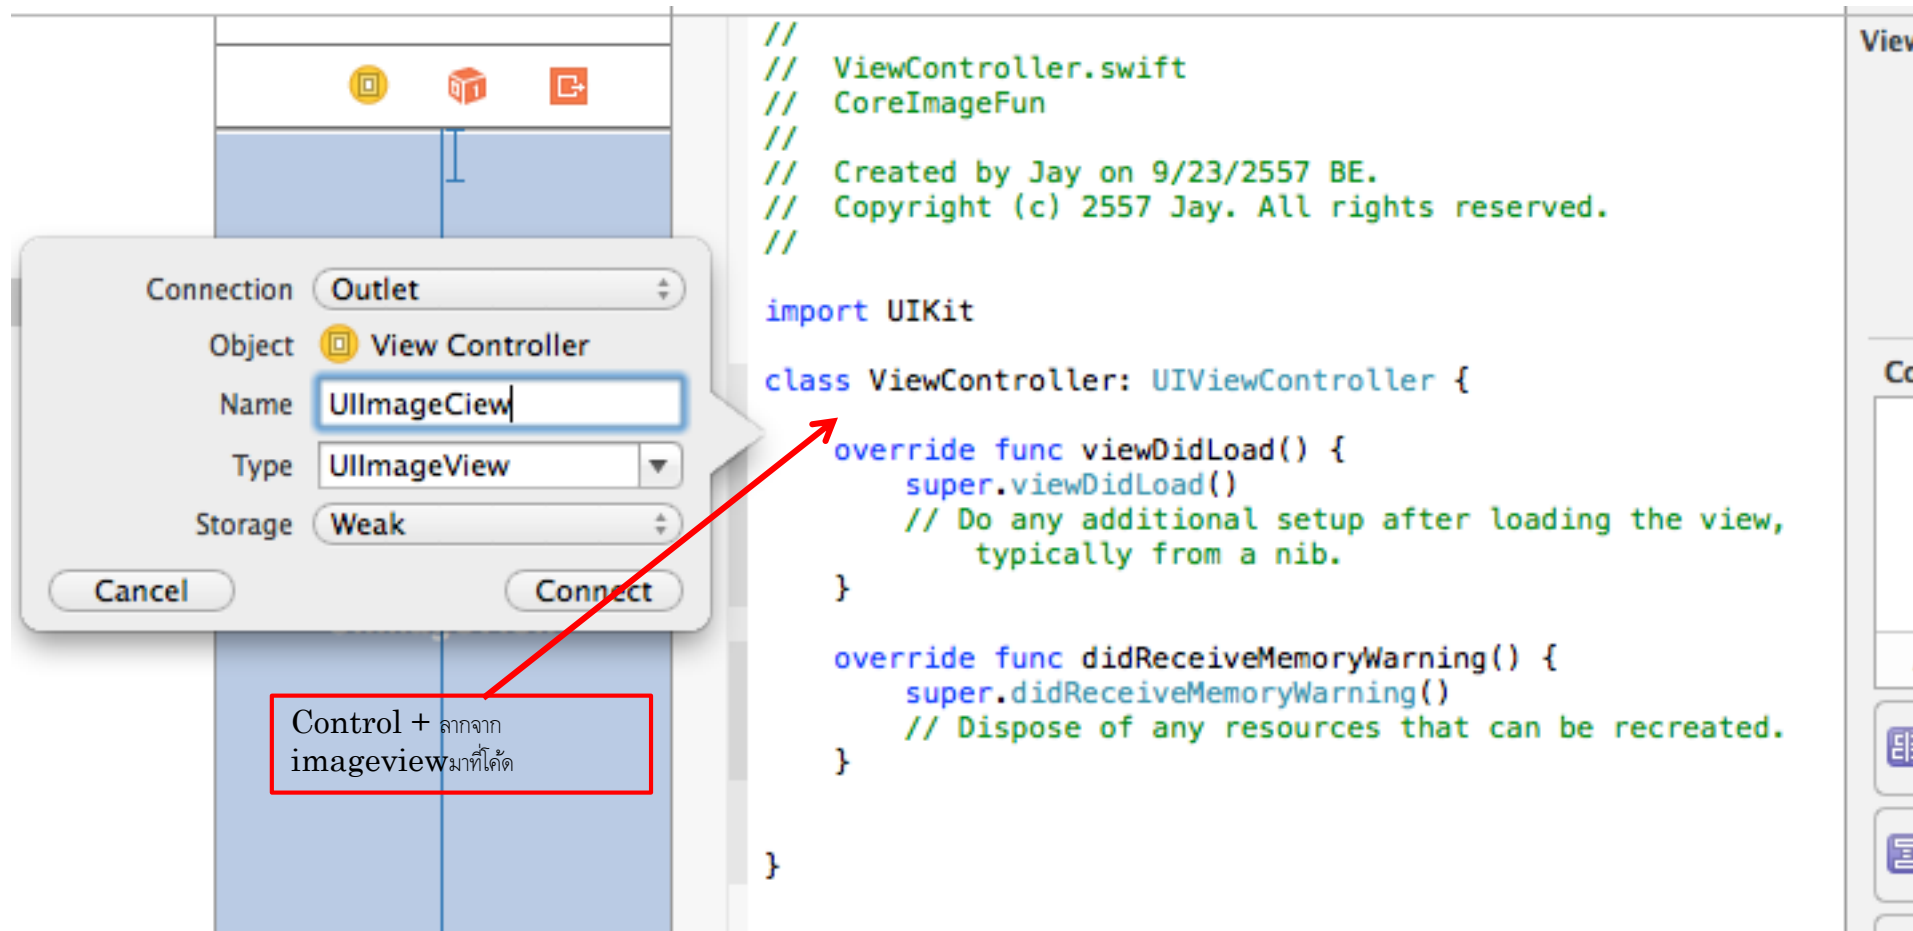 Connection Outlet
Object View Controller
Name UIImageCiew
Type UIImageView
Storage Weak
Cancel Connect
Control + ลากจาก
imageviewมาที่โค้ด
//
// ViewController.swift
// CoreImageFun
//
// Created by Jay on 9/23/2557 BE.
// Copyright (c) 2557 Jay. All rights reserved.
//
import UIKit
class ViewController: UIViewController {
override func viewDidLoad() {
super.viewDidLoad()
// Do any additional setup after loading the view,
typically from a nib.
}
override func didReceiveMemoryWarning() {
super.didReceiveMemoryWarning()
// Dispose of any resources that can be recreated.
}
}